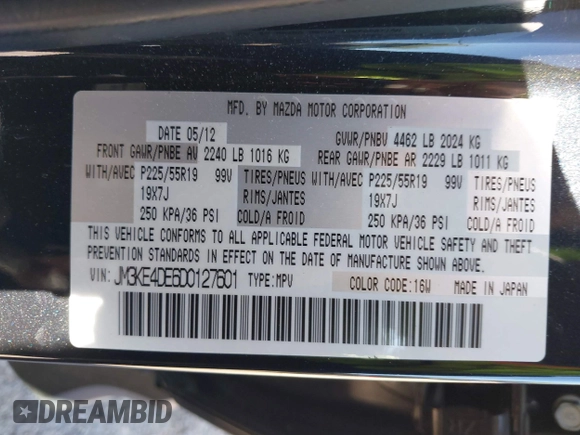 MFD. BY MAZDA MOTOR CORPORATION
DATE 05/12 GVWR/PNBV 4462 LB 2024 KG
FRONT GAWR/PNBE AV 2240 LB 1016 KG REAR GAWR/PNBE AR 2229 LB 1011 KG
WITH/AVEC P225/55R19 99V TIRES/PNEUS WITH/AVEC P225/55R19 99V TIRES/PNEUS
19X7J RIMS/JANTES 19X7J RIMS/JANTES
250 KPA/36 PSI COLD/A FROID 250 KPA/36 PSI COLD/A FROID
THIS VEHICLE CONFORMS TO ALL APPLICABLE FEDERAL MOTOR VEHICLE SAFETY AND THEFT
PREVENTION STANDARDS IN EFFECT ON THE DATE OF MANUFACTURE SHOWN ABOVE.
VIN: JM3KE4DE6D0127601 TYPE:MPV COLOR CODE:16W MADE IN JAPAN
DREAMBID